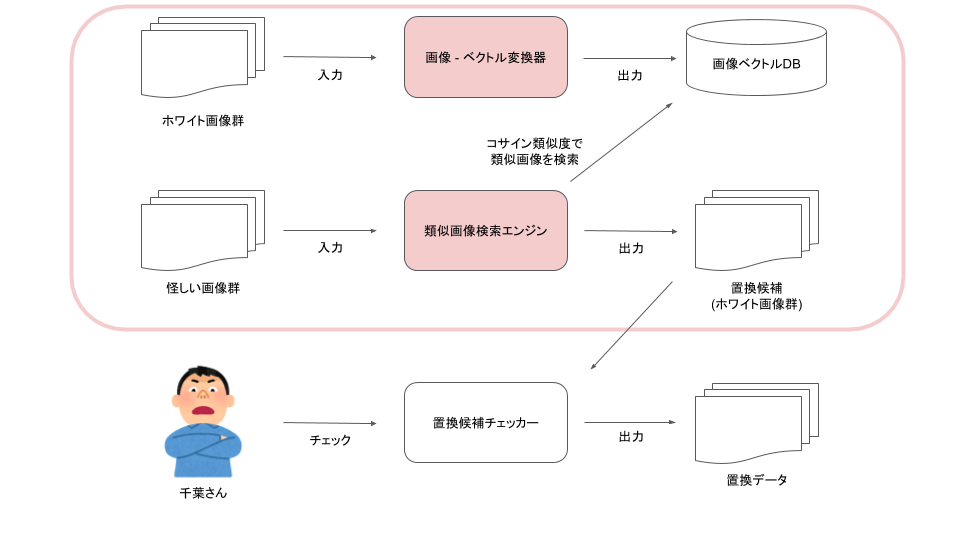 画像 - ベクトル変換器
画像ベクトルDB
入力
出力
ホワイト画像群
コサイン類似度で
類似画像を検索
類似画像検索エンジン
入力
出力
怪しい画像群
置換候補
(ホワイト画像群)
置換候補チェッカー
チェック
出力
置換データ
千葉さん